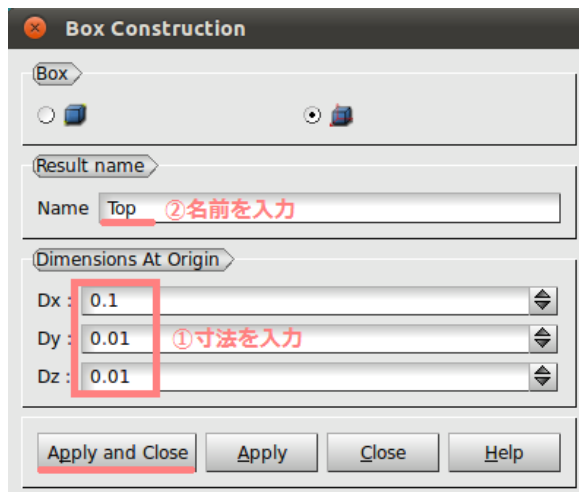 Box Construction
Box
Result name
Name Top ②名前を入力
Dimensions At Origin
Dx : 0.1
Dy : 0.01 ①寸法を入力
Dz : 0.01
Apply and Close Apply Close Help